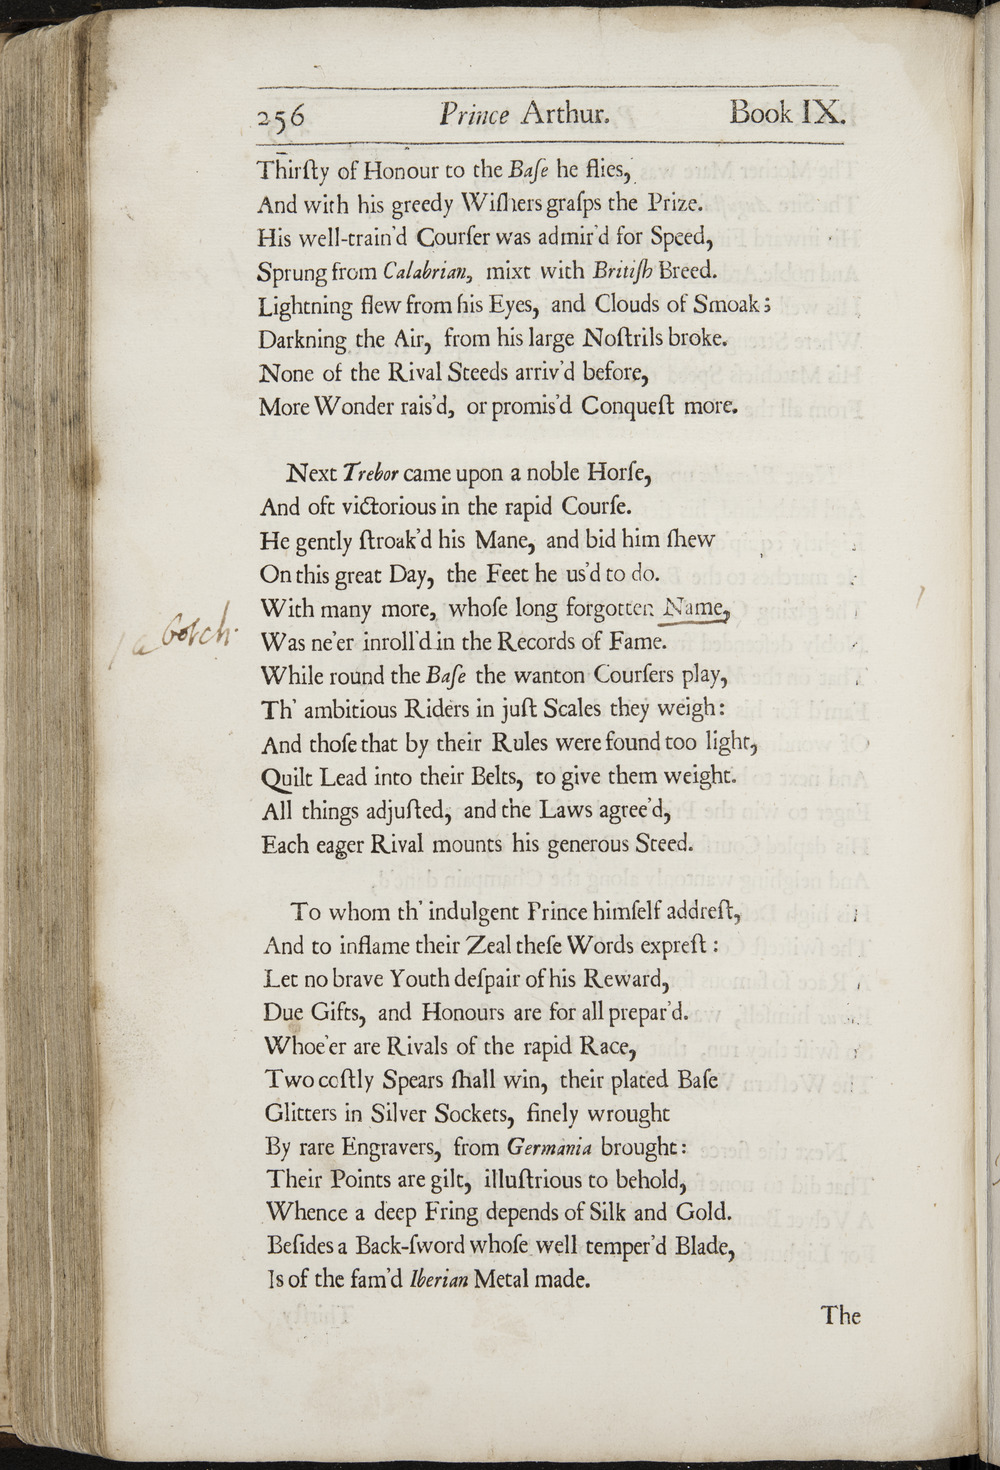 256 Prince Arthur. Book IX.
Thirſty of Honour to the Baſe he flies,
And with his greedy Wiſhers graſps the Prize.
His well-train'd Courſer was admir'd for Speed,
Sprung from Calabrian, mixt with Britiſh Breed.
Lightning flew from his Eyes, and Clouds of Smoak;
Darkning the Air, from his large Noſtrils broke.
None of the Rival Steeds arriv'd before,
More Wonder rais'd, or promis'd Conqueſt more.
Next Trebor came upon a noble Horſe,
And oft victorious in the rapid Courſe.
He gently ſtroak'd his Mane, and bid him ſhew
On this great Day, the Feet he us'd to do.
With many more, whoſe long forgotten Name,
a botch.
Was ne'er inroll'd in the Records of Fame.
While round the Baſe the wanton Courſers play,
Th' ambitious Riders in juſt Scales they weigh:
And thoſe that by their Rules were found too light,
Quilt Lead into their Belts, to give them weight.
All things adjuſted, and the Laws agree'd,
Each eager Rival mounts his generous Steed.
To whom th' indulgent Prince himſelf addreſt,
And to inflame their Zeal theſe Words expreſt:
Let no brave Youth deſpair of his Reward,
Due Gifts, and Honours are for all prepar'd.
Whoe'er are Rivals of the rapid Race,
Two coſtly Spears ſhall win, their plated Baſe
Glitters in Silver Sockets, finely wrought
By rare Engravers, from Germania brought:
Their Points are gilt, illuſtrious to behold,
Whence a deep Fring depends of Silk and Gold.
Beſides a Back-ſword whoſe well temper'd Blade,
Is of the fam'd Iberian Metal made.
The